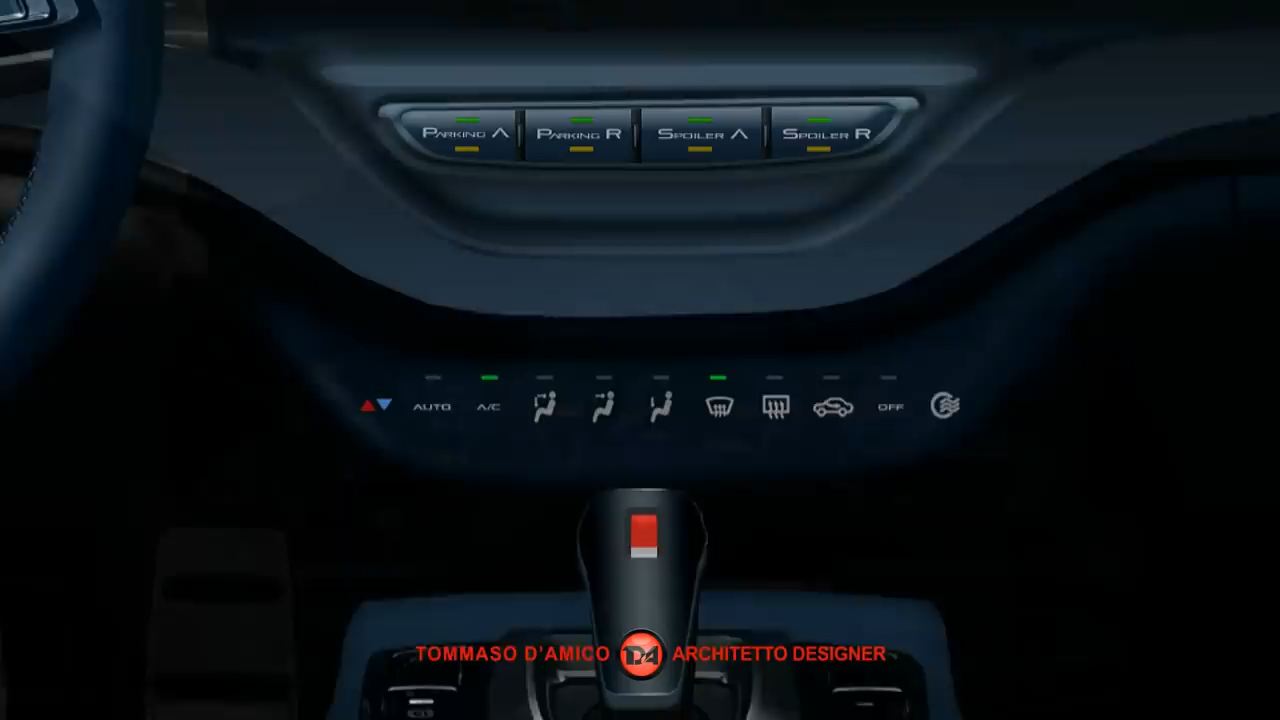 PARKING A PARKING R SPOILER A SPOILER R
AUTO A/C OFF
TOMMASO D'AMICO TDA ARCHITETTO DESIGNER